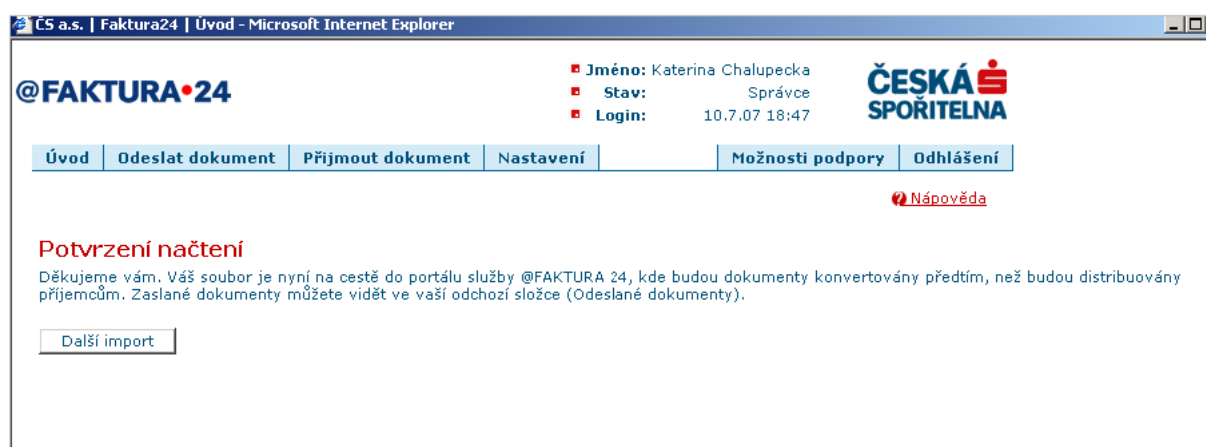 ČS a.s. | Faktura24 | Úvod - Microsoft Internet Explorer
@FAKTURA•24
Jméno: Katerina Chalupecka
Stav: Správce
Login: 10.7.07 18:47
ČESKÁ
SPOŘITELNA
Úvod Odeslat dokument Přijmout dokument Nastavení Možnosti podpory Odhlášení
Nápověda
Potvrzení načtení
Děkujeme vám. Váš soubor je nyní na cestě do portálu služby @FAKTURA 24, kde budou dokumenty konvertovány předtím, než budou distribuovány
příjemcům. Zaslané dokumenty můžete vidět ve vaší odchozí složce (Odeslané dokumenty).
Další import